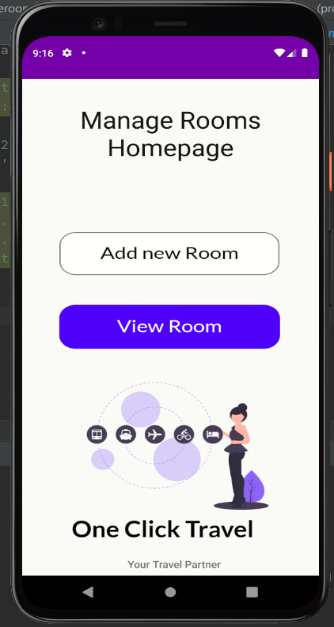 9:16
Manage Rooms
Homepage
Add new Room
View Room
One Click Travel
Your Travel Partner